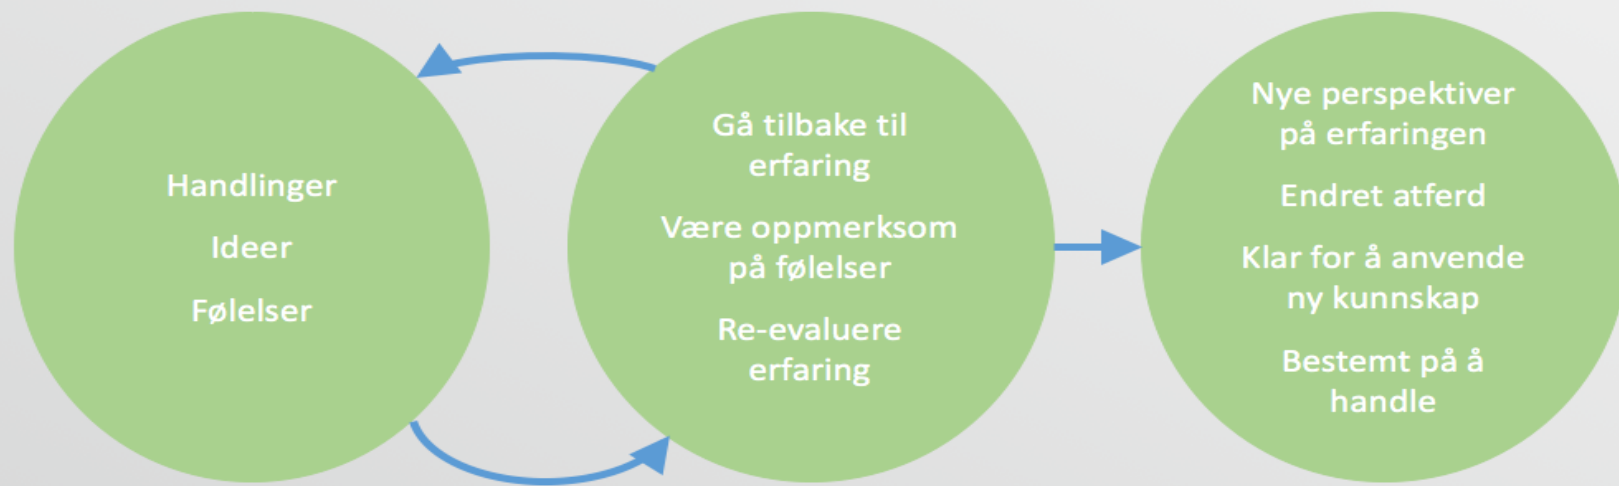 Handlinger
Ideer
Følelser
Gå tilbake til
erfaring
Være oppmerksom
på følelser
Re-evaluere
erfaring
Nye perspektiver
på erfaringen
Endret atferd
Klar for å anvende
ny kunnskap
Bestemt på å
handle